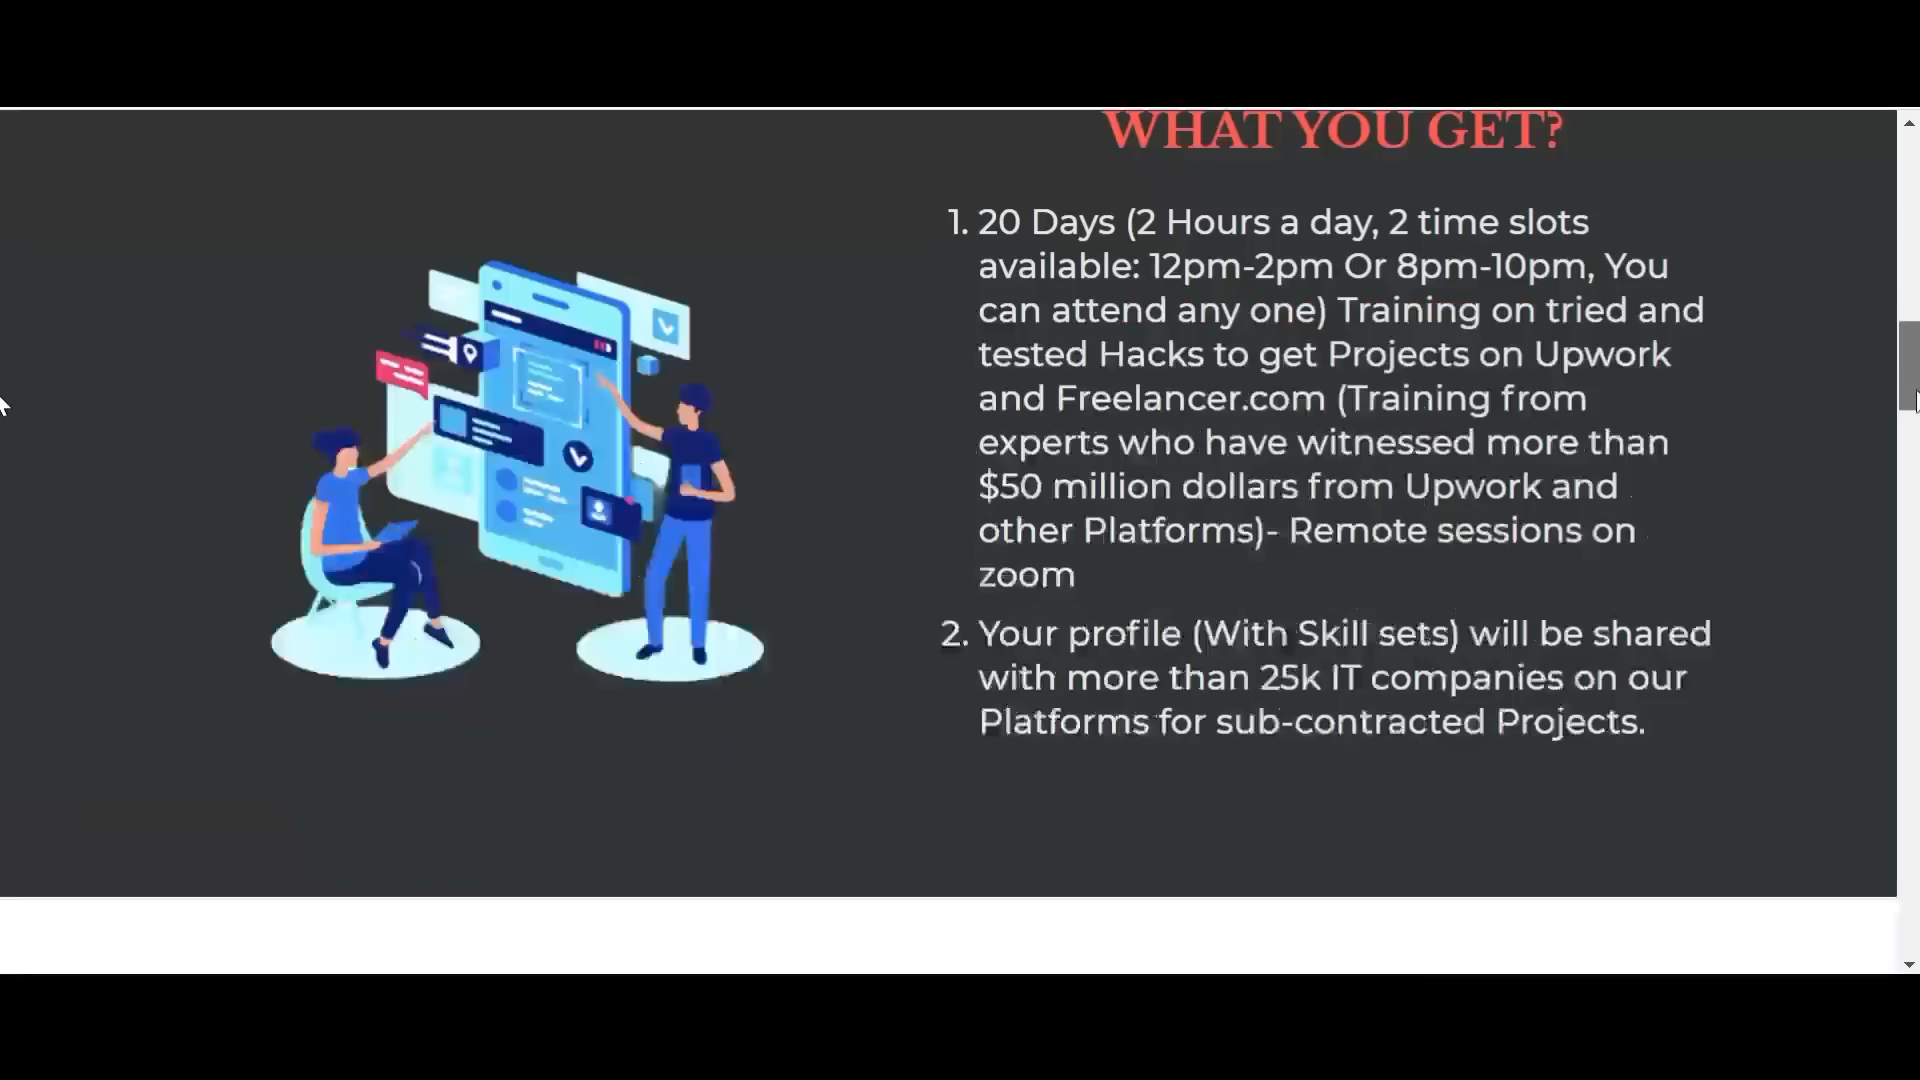 WHAT YOU GET?
1. 20 Days (2 Hours a day, 2 time slots
available: 12pm-2pm Or 8pm-10pm, You
can attend any one) Training on tried and
tested Hacks to get Projects on Upwork
and Freelancer.com (Training from
experts who have witnessed more than
$50 million dollars from Upwork and
other Platforms)- Remote sessions on
zoom
2. Your profile (With Skill sets) will be shared
with more than 25k IT companies on our
Platforms for sub-contracted Projects.